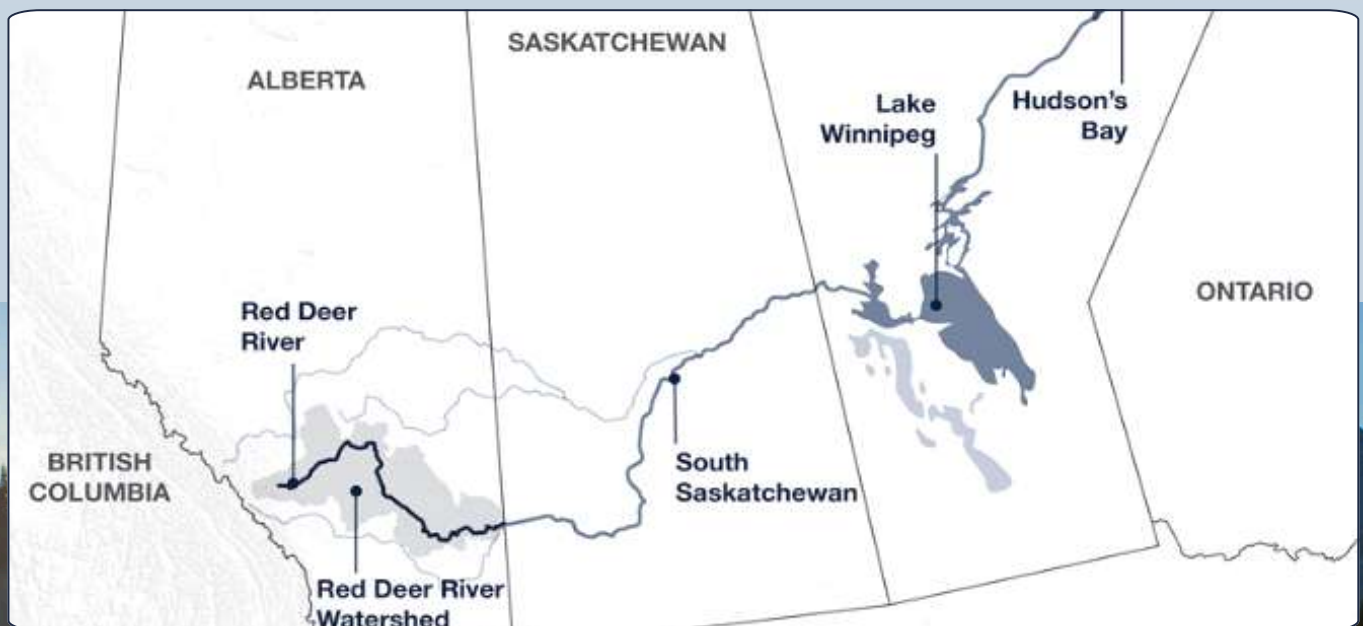 SASKATCHEWAN
ALBERTA
Lake
Winnipeg
Hudson's
Bay
ONTARIO
Red Deer
River
BRITISH
COLUMBIA
South
Saskatchewan
Red Deer River
Watershed